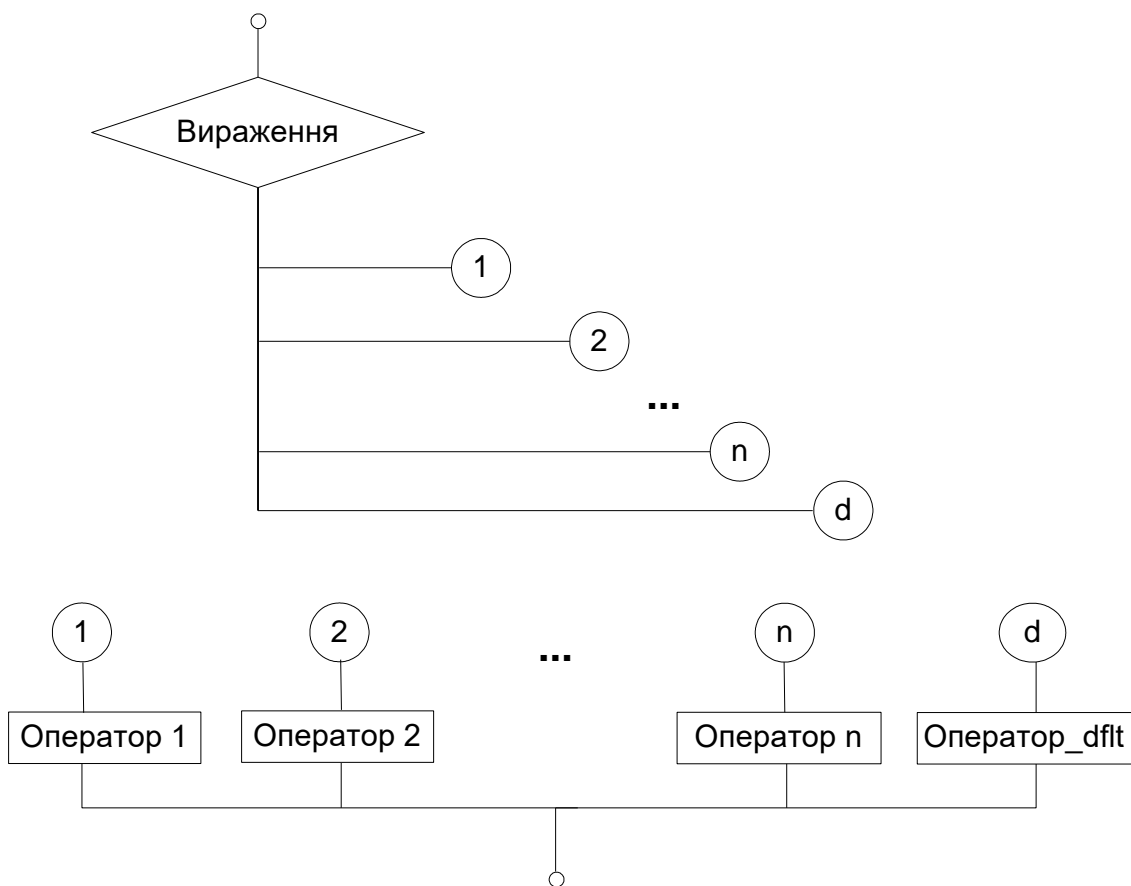 Вираження
1
2
...
n
d
1 2 ... n d
Оператор 1 Оператор 2 Оператор n Оператор_dflt